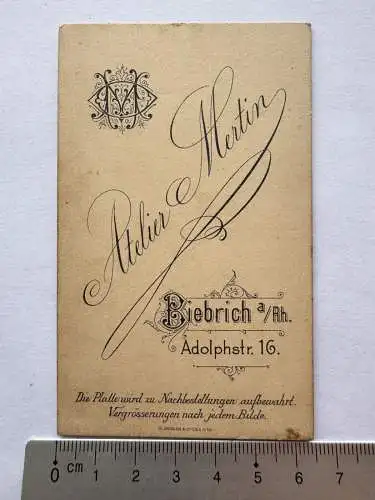 Atelier Mertin
Biebrich a/Rh.
Adolphstr. 16.
Die Platte wird zu Nachbestellungen aufbewahrt.
Vergrösserungen nach jedem Bilde.
0 cm 1 2 3 4 5 6 7